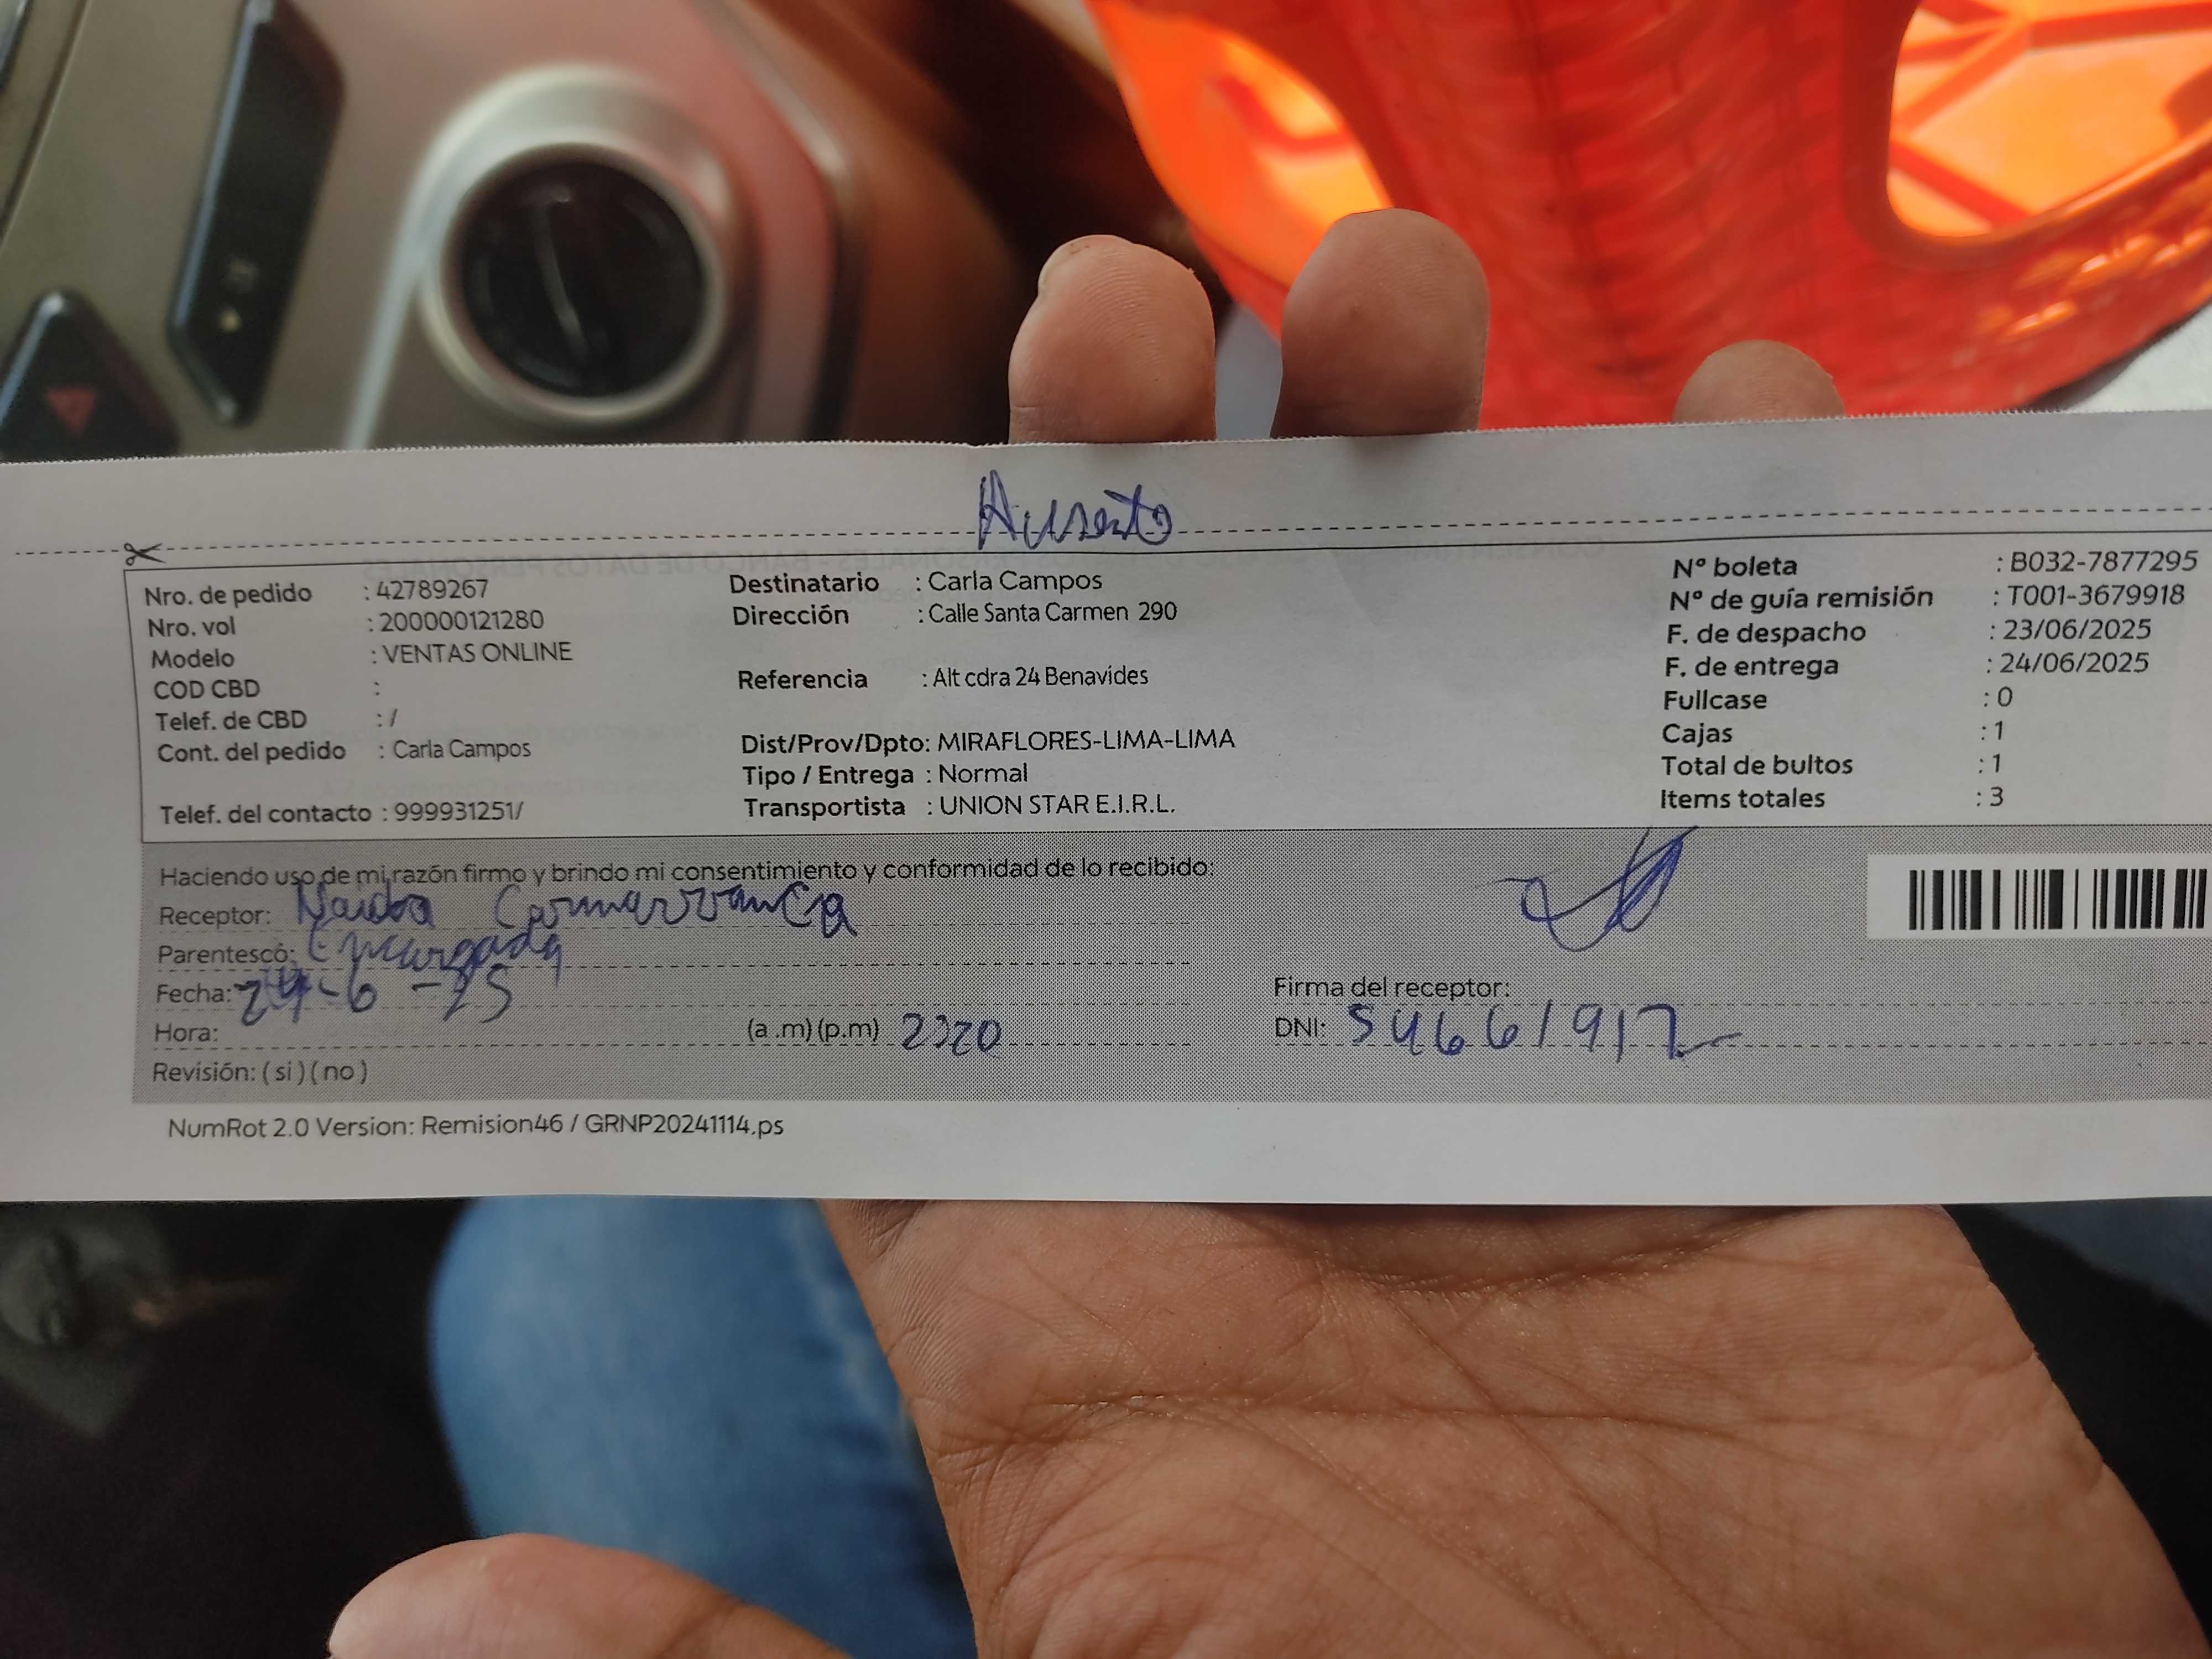 Nro. de pedido : 42789267
Nro. vol : 200000121280
Modelo : VENTAS ONLINE
COD CBD :
Telef. de CBD : /
Cont. del pedido : Carla Campos
Telef. del contacto : 999931251/
Destinatario : Carla Campos
Dirección : Calle Santa Carmen 290
Referencia : Alt cdra 24 Benavides
Dist/Prov/Dpto: MIRAFLORES-LIMA-LIMA
Tipo / Entrega : Normal
Transportista : UNION STAR E.I.R.L.
Nº boleta : B032-7877295
Nº de guía remisión : T001-3679918
F. de despacho : 23/06/2025
F. de entrega : 24/06/2025
Fullcase : 0
Cajas : 1
Total de bultos : 1
Items totales : 3
Haciendo uso de mi razón firmo y brindo mi consentimiento y conformidad de lo recibido:
Receptor:
Parentesco: Encargada
Fecha: 24-6-25
Hora: (a .m) (p.m)
Revisión: ( si ) ( no )
Firma del receptor:
DNI:
NumRot 2.0 Version: Remision46 / GRNP20241114.ps